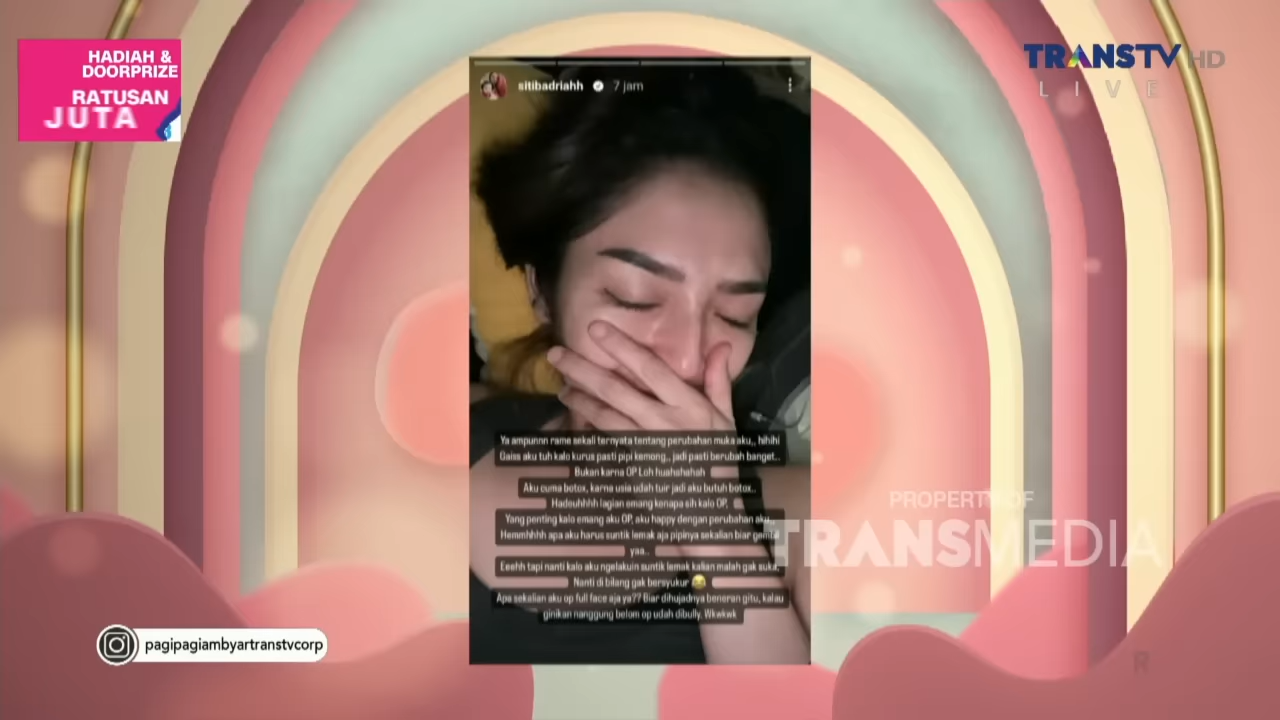 HADIAH &
DOORPRIZE
RATUSAN
JUTA
TRANSTV HD
LIVE
sitibadriahh 7 jam
Ya ampunnn rame sekali ternyata tentang perubahan muka aku,, hihihi
Gaiss aku tuh kalo kurus pasti pipi kemong,, jadi pasti berubah banget..
Bukan karna OP Loh huahahahah
Aku cuma botox, karna usia udah tuir jadi aku butuh botox..
Hadeuhhhh lagian emang kenapa sih kalo OP,
Yang penting kalo emang aku OP, aku happy dengan perubahan aku..
Hemmhhhh apa aku harus suntik lemak aja pipinya sekalian biar
yaa..
Eeehh tapi nanti kalo aku ngelakuin suntik lemak kalian malah gak suka,
Nanti di bilang gak bersyukur 😂
Apa sekalian aku op full face aja ya?? Biar dihujadnya beneran gitu, kalau
ginikan nanggung belom op udah dibully. Wkwkwk
PROPERTY OF
TRANSMEDIA
pagipagiambyartranstvcorp
R